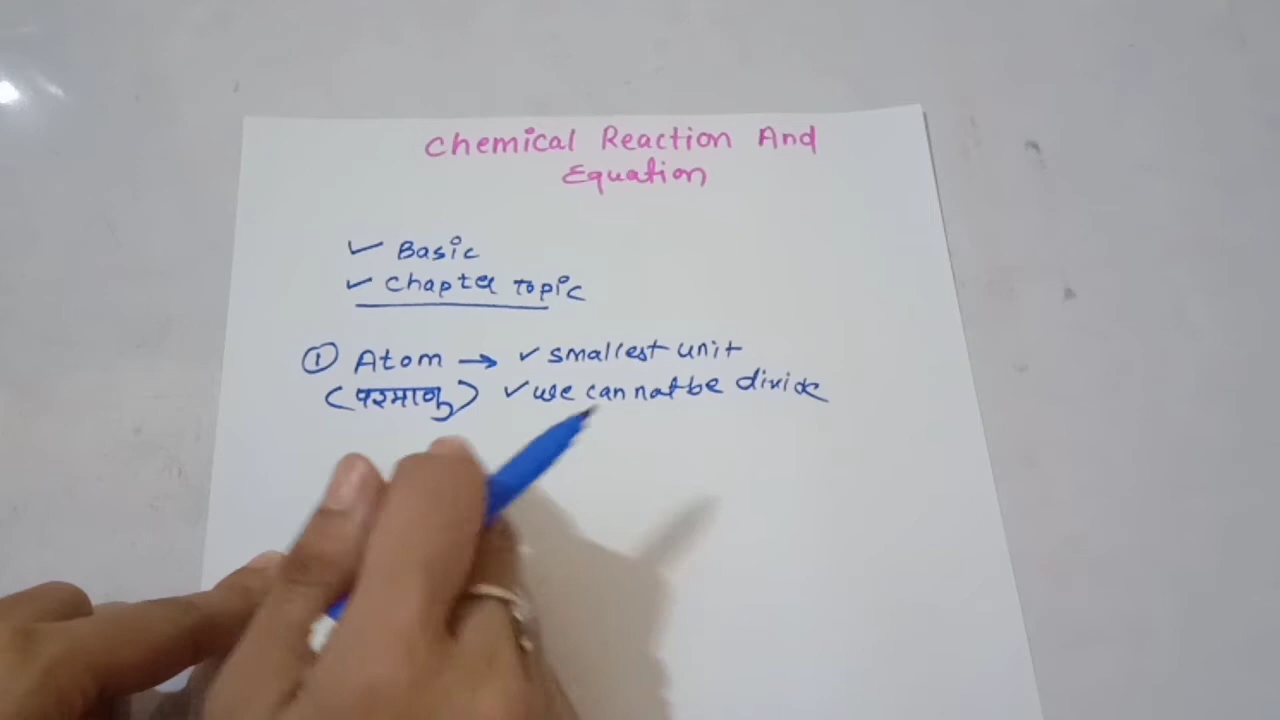 Chemical Reaction And
Equation
✓ Basic
✓ Chapter topic
① Atom → ✓ smallest unit
(परमाणु) ✓ we can not be divide